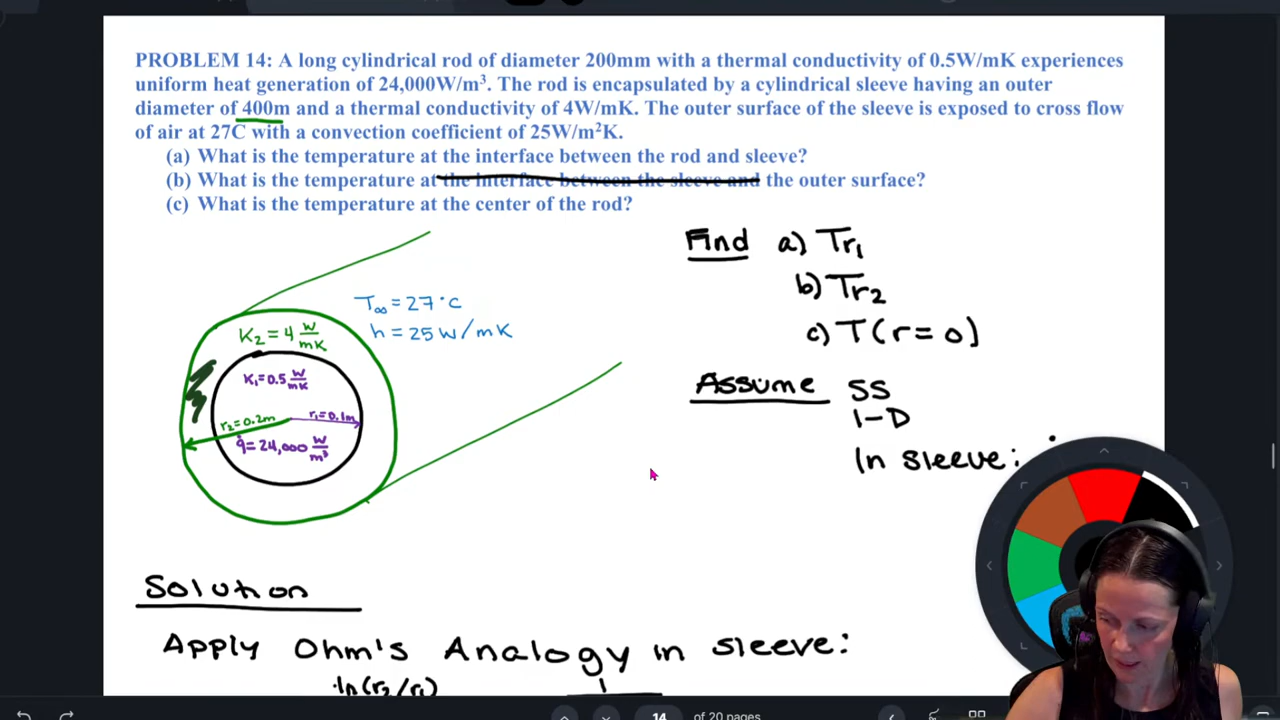 PROBLEM 14: A long cylindrical rod of diameter 200mm with a thermal conductivity of 0.5W/mK experiences
uniform heat generation of 24,000W/m³. The rod is encapsulated by a cylindrical sleeve having an outer
diameter of 400m and a thermal conductivity of 4W/mK. The outer surface of the sleeve is exposed to cross flow
of air at 27C with a convection coefficient of 25W/m²K.
(a) What is the temperature at the interface between the rod and sleeve?
(b) What is the temperature at the interface between the sleeve and the outer surface?
(c) What is the temperature at the center of the rod?
Find a) Tr₁
b) Tr₂
c) T(r=0)
T∞ = 27°C
h = 25 W/mK
K₂ = 4 W/mK
K₁=0.5 W/mK
r₂=0.2m
r₁=0.1m
q̇=24,000 W/m³
Assume SS
1-D
In sleeve:
Solution
Apply Ohm's Analogy in sleeve:
ln(r₂/r₁)
1
14 of 20 pages